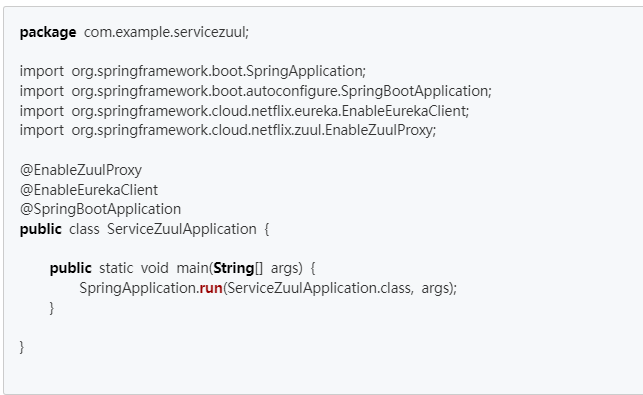 package com.example.servicezuul;
import org.springframework.boot.SpringApplication;
import org.springframework.boot.autoconfigure.SpringBootApplication;
import org.springframework.cloud.netflix.eureka.EnableEurekaClient;
import org.springframework.cloud.netflix.zuul.EnableZuulProxy;
@EnableZuulProxy
@EnableEurekaClient
@SpringBootApplication
public class ServiceZuulApplication {
public static void main(String[] args) {
SpringApplication.run(ServiceZuulApplication.class, args);
}
}